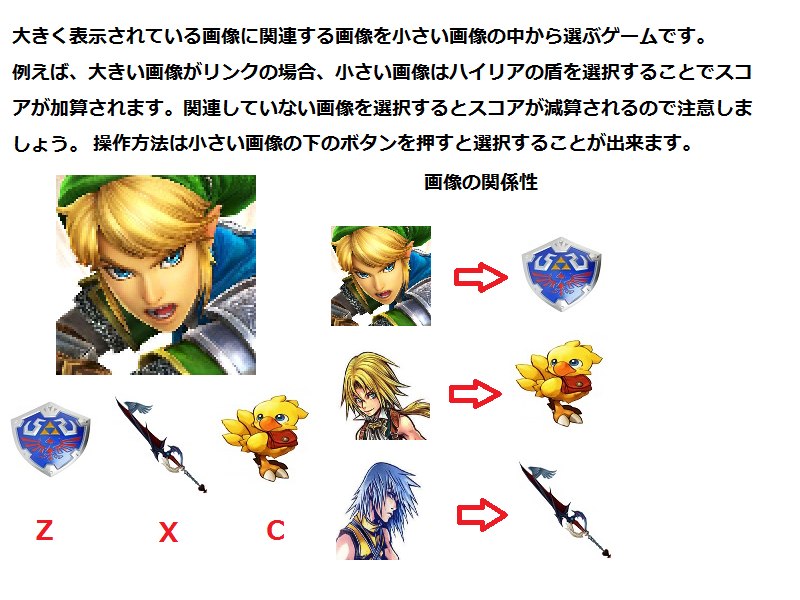 大きく表示されている画像に関連する画像を小さい画像の中から選ぶゲームです。
例えば、大きい画像がリンクの場合、小さい画像はハイリアの盾を選択することでスコ
アが加算されます。関連していない画像を選択するとスコアが減算されるので注意しま
しょう。 操作方法は小さい画像の下のボタンを押すと選択することが出来ます。
画像の関係性
Z X C